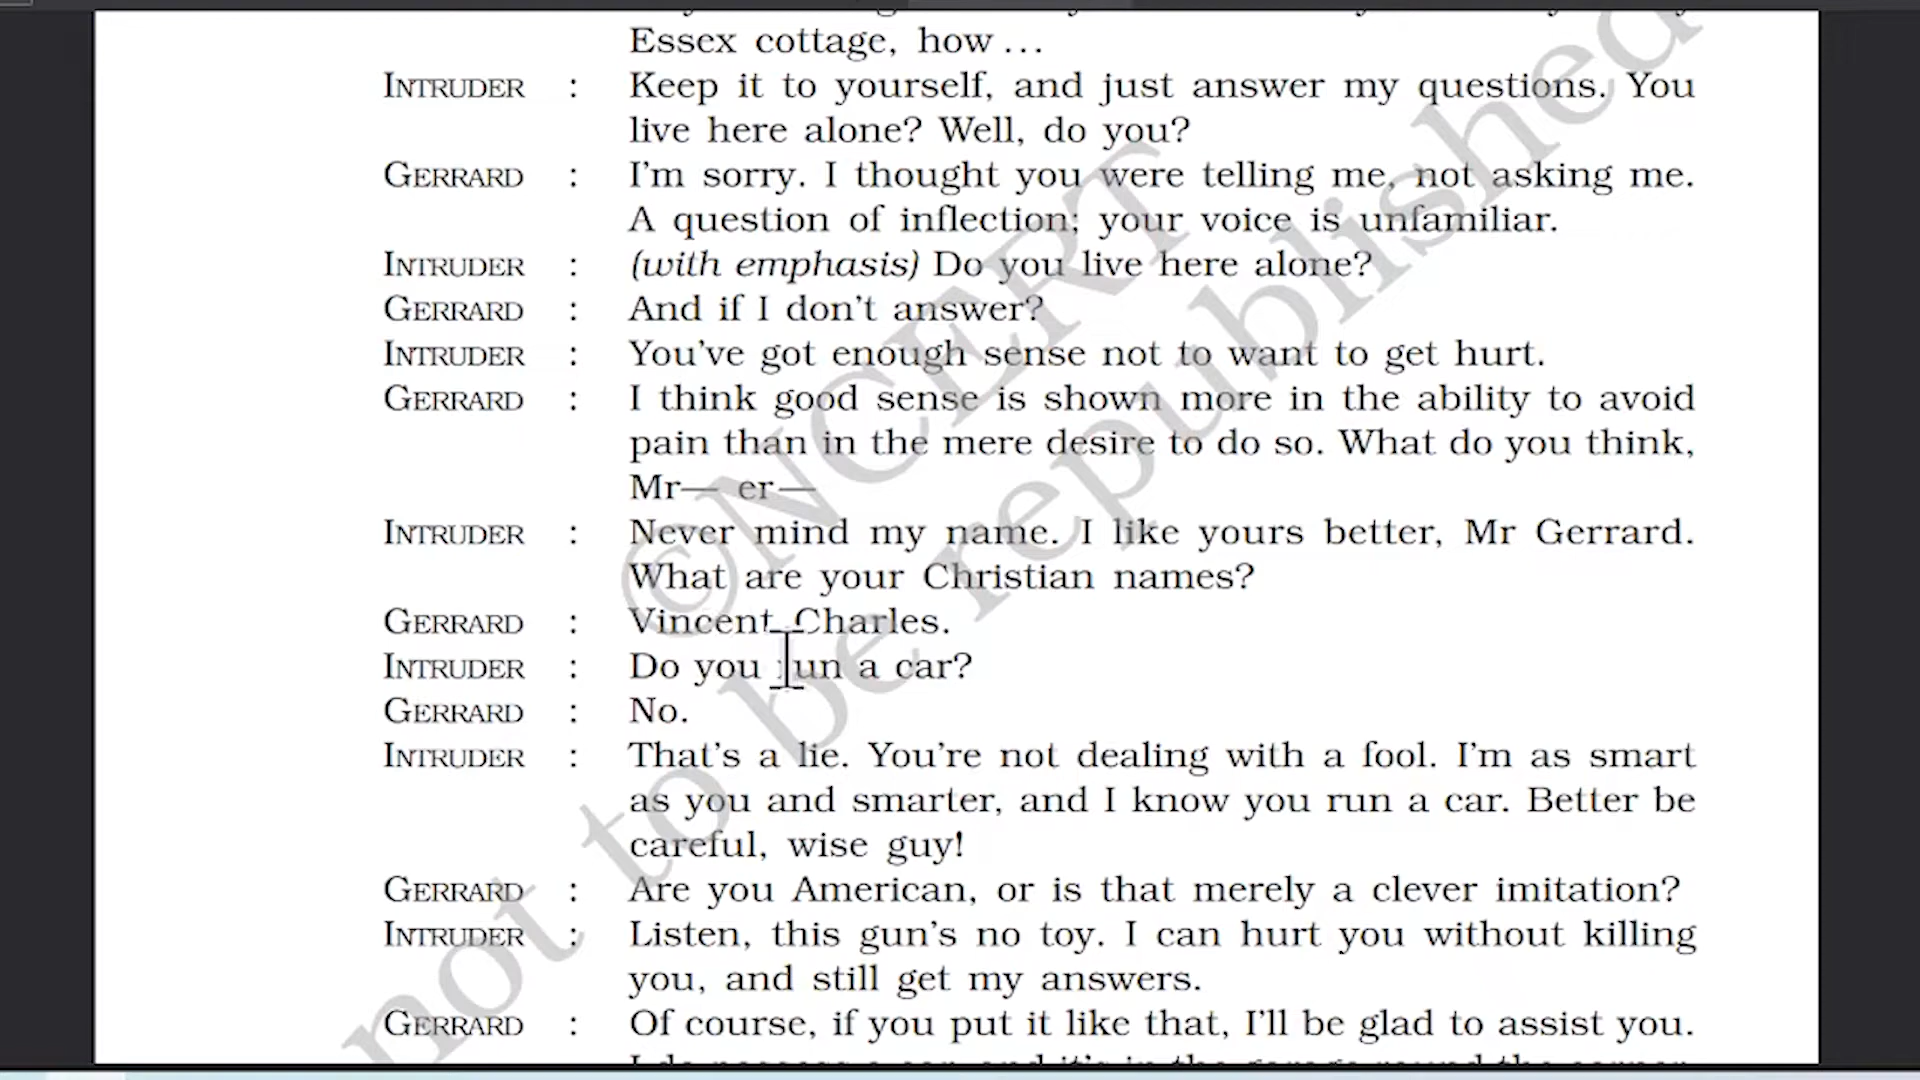 Essex cottage, how ...
INTRUDER : Keep it to yourself, and just answer my questions. You
live here alone? Well, do you?
GERRARD : I'm sorry. I thought you were telling me, not asking me.
A question of inflection; your voice is unfamiliar.
INTRUDER : (with emphasis) Do you live here alone?
GERRARD : And if I don't answer?
INTRUDER : You've got enough sense not to want to get hurt.
GERRARD : I think good sense is shown more in the ability to avoid
pain than in the mere desire to do so. What do you think,
Mr— er—
INTRUDER : Never mind my name. I like yours better, Mr Gerrard.
What are your Christian names?
GERRARD : Vincent Charles.
INTRUDER : Do you run a car?
GERRARD : No.
INTRUDER : That's a lie. You're not dealing with a fool. I'm as smart
as you and smarter, and I know you run a car. Better be
careful, wise guy!
GERRARD : Are you American, or is that merely a clever imitation?
INTRUDER : Listen, this gun's no toy. I can hurt you without killing
you, and still get my answers.
GERRARD : Of course, if you put it like that, I'll be glad to assist you.
©NCERT
not to be republished